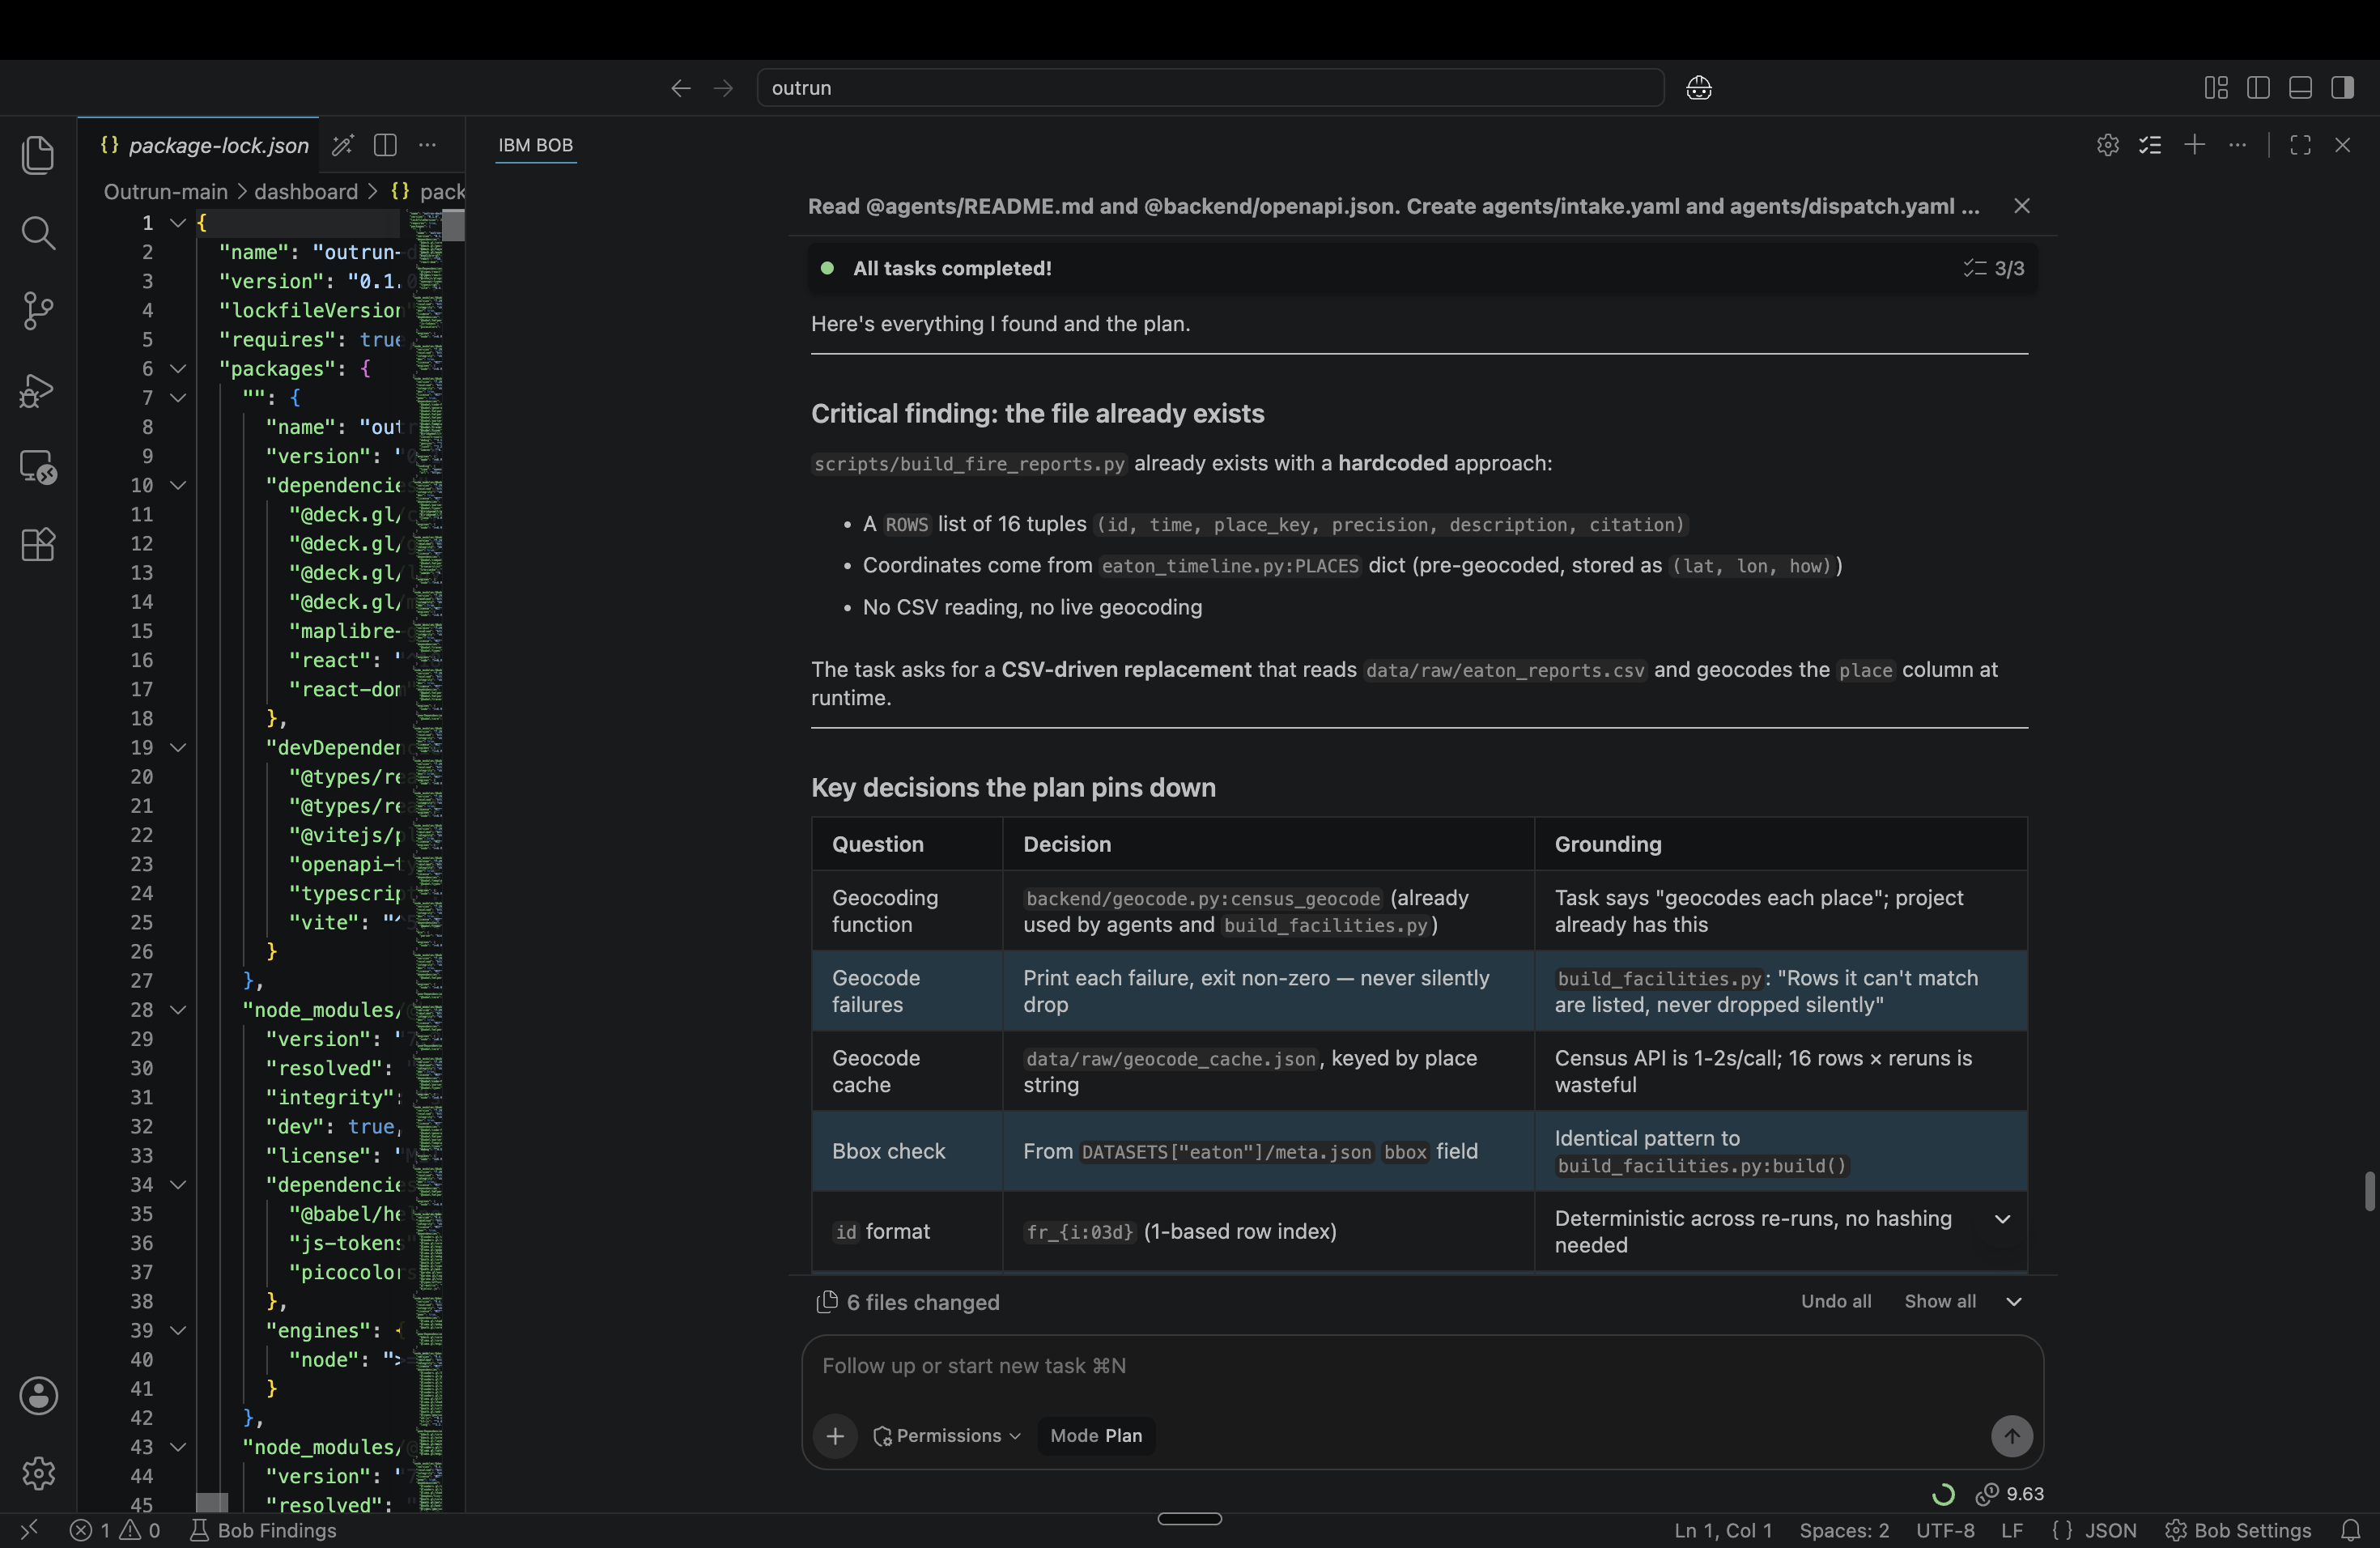 outrun
{} package-lock.json
Outrun-main > dashboard > {} pack
1 {
2 "name": "outrun-
3 "version": "0.1.
4 "lockfileVersion
5 "requires": true
6 "packages": {
7 "": {
8 "name": "out
9 "version": "
10 "dependencie
11 "@deck.gl/
12 "@deck.gl/
13 "@deck.gl/
14 "@deck.gl/
15 "maplibre-
16 "react": "
17 "react-dom
18 },
19 "devDependen
20 "@types/re
21 "@types/re
22 "@vitejs/p
23 "openapi-t
24 "typescrip
25 "vite": "^
26 }
27 },
28 "node_modules/
29 "version": "
30 "resolved":
31 "integrity":
32 "dev": true,
33 "license": "
34 "dependencie
35 "@babel/he
36 "js-tokens
37 "picocolor
38 },
39 "engines": {
40 "node": ">
41 }
42 },
43 "node_modules/
44 "version": "
45 "resolved":
IBM BOB
Read @agents/README.md and @backend/openapi.json. Create agents/intake.yaml and agents/dispatch.yaml ...
All tasks completed! 3/3
Here's everything I found and the plan.
Critical finding: the file already exists
scripts/build_fire_reports.py already exists with a hardcoded approach:
• A ROWS list of 16 tuples (id, time, place_key, precision, description, citation)
• Coordinates come from eaton_timeline.py:PLACES dict (pre-geocoded, stored as (lat, lon, how))
• No CSV reading, no live geocoding
The task asks for a CSV-driven replacement that reads data/raw/eaton_reports.csv and geocodes the place column at
runtime.
Key decisions the plan pins down
Question Decision Grounding
Geocoding function
backend/geocode.py:census_geocode (already
used by agents and build_facilities.py)
Task says "geocodes each place"; project
already has this
Geocode failures
Print each failure, exit non-zero — never silently
drop
build_facilities.py: "Rows it can't match
are listed, never dropped silently"
Geocode cache
data/raw/geocode_cache.json, keyed by place
string
Census API is 1-2s/call; 16 rows × reruns is
wasteful
Bbox check
From DATASETS["eaton"]/meta.json bbox field
Identical pattern to
build_facilities.py:build()
id format
fr_{i:03d} (1-based row index)
Deterministic across re-runs, no hashing
needed
6 files changed Undo all Show all
Follow up or start new task ⌘N
Permissions Mode Plan
9.63
1 0 Bob Findings Ln 1, Col 1 Spaces: 2 UTF-8 LF {} JSON Bob Settings